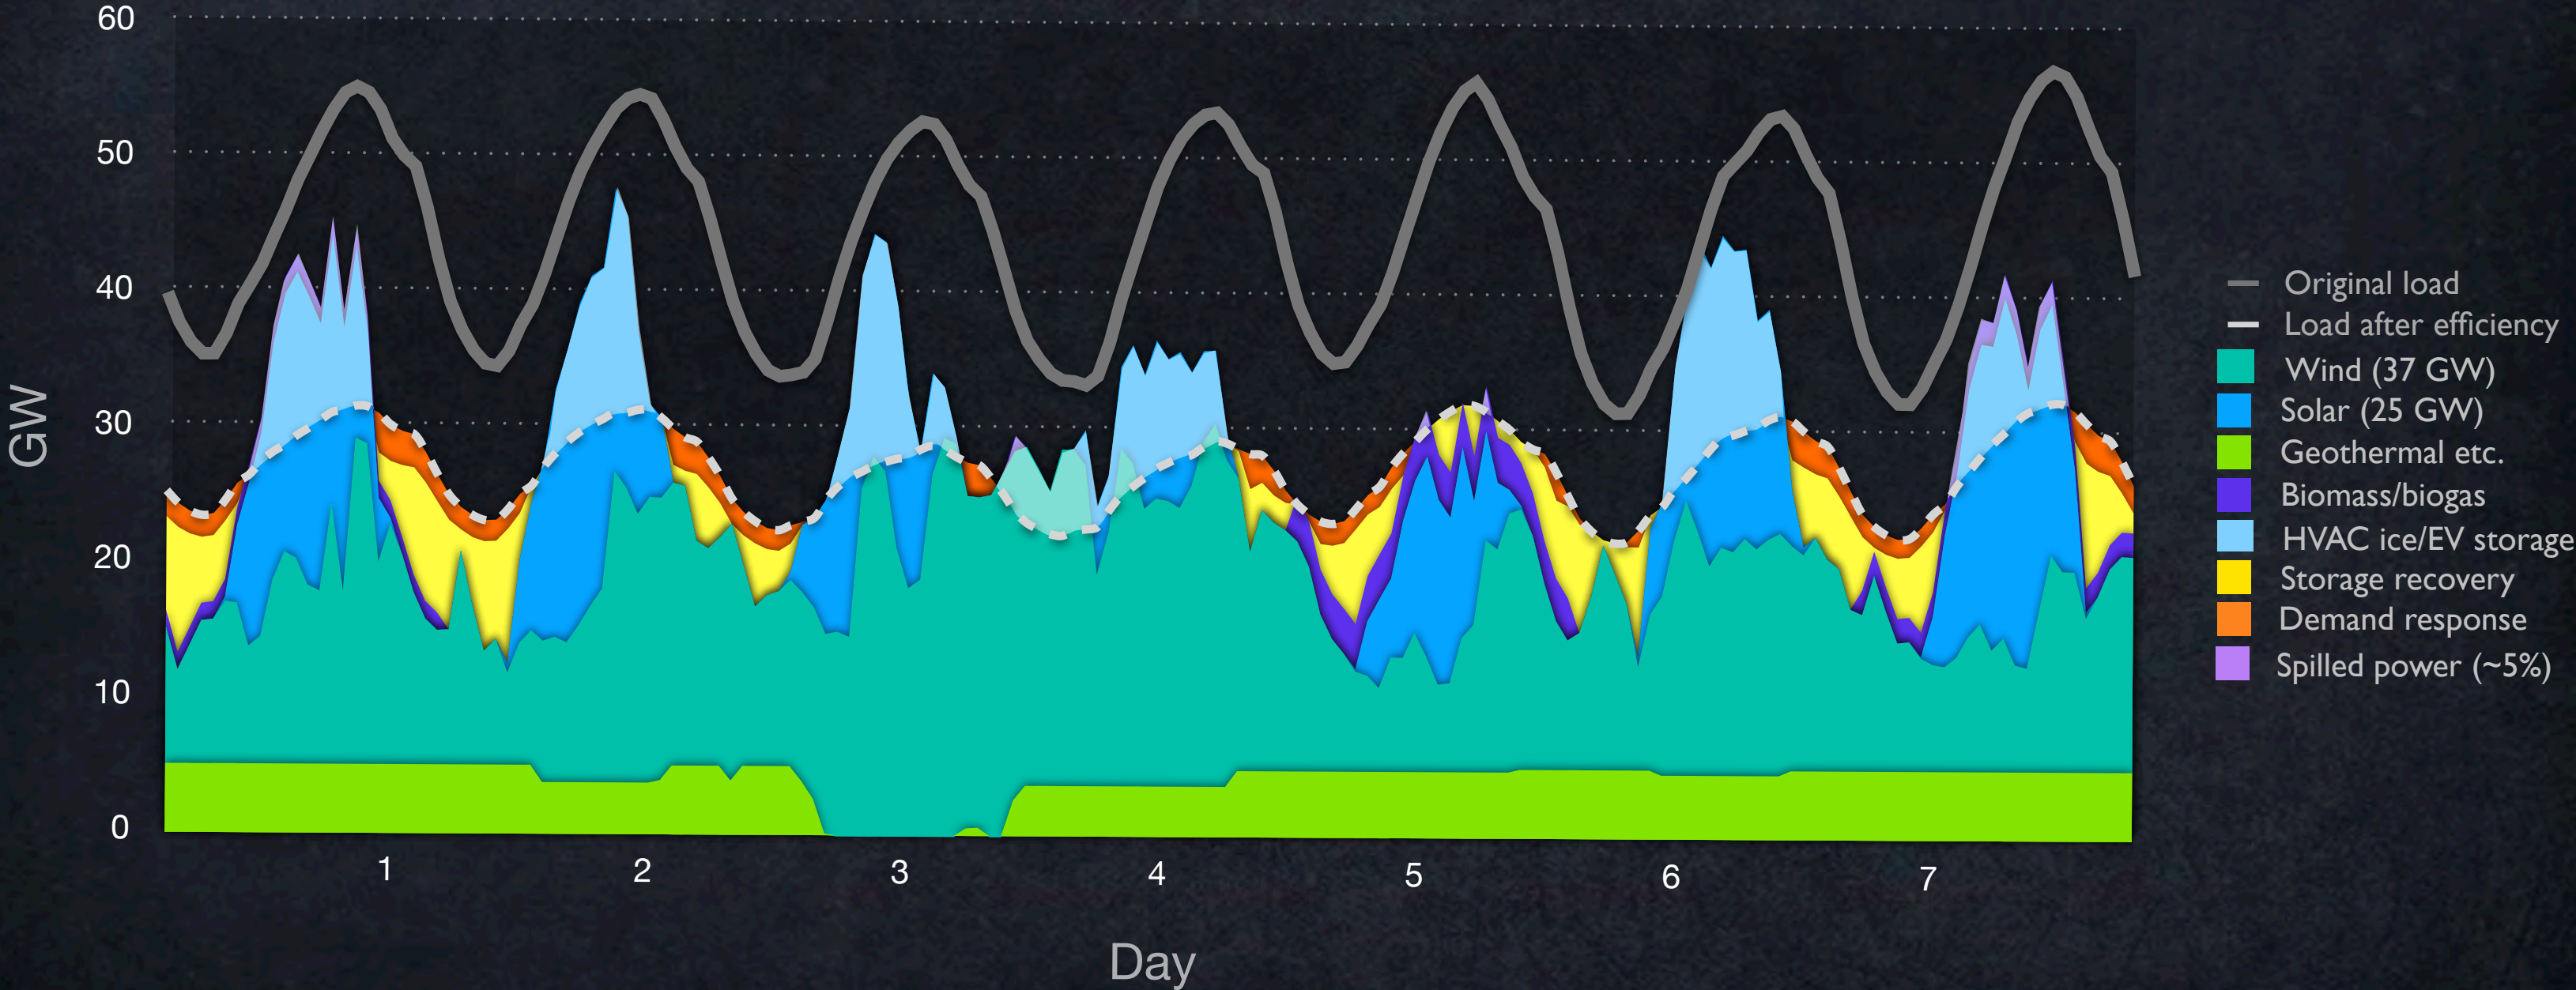 60
50
40
30
20
10
0
GW
1 2 3 4 5 6 7
Day
Original load
Load after efficiency
Wind (37 GW)
Solar (25 GW)
Geothermal etc.
Biomass/biogas
HVAC ice/EV storage
Storage recovery
Demand response
Spilled power (~5%)